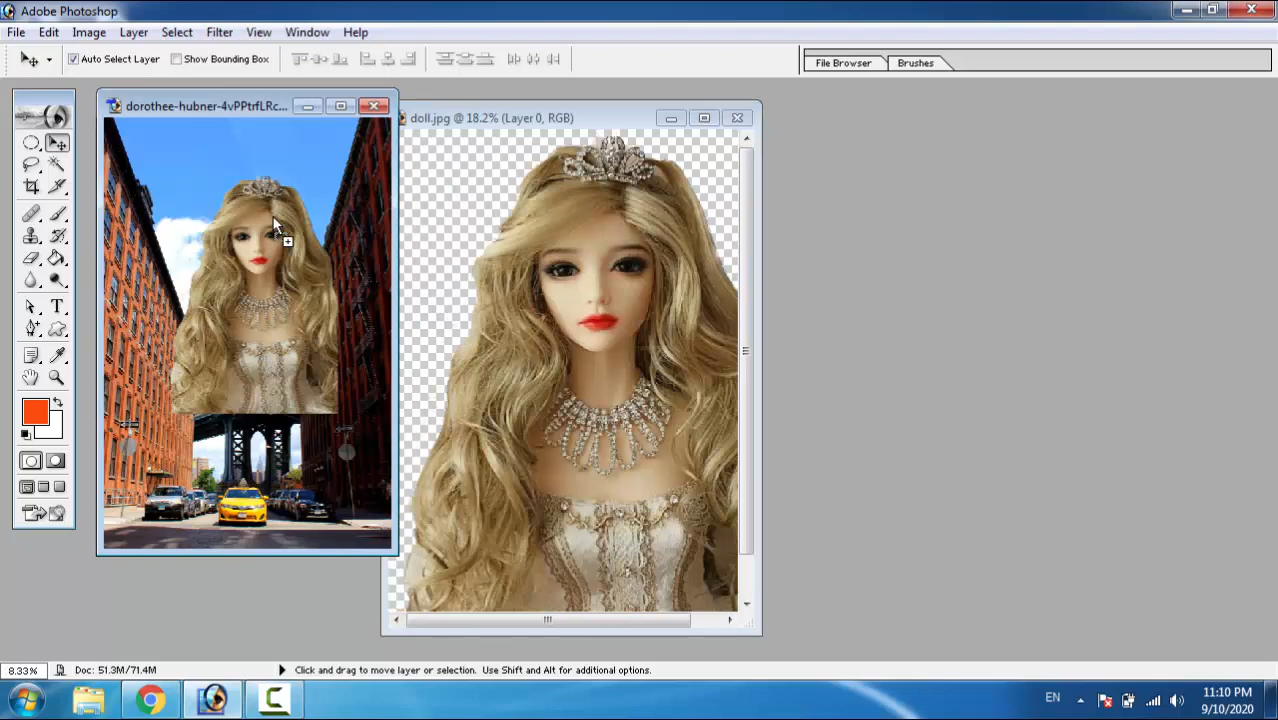 Adobe Photoshop
File Edit Image Layer Select Filter View Window Help
Auto Select Layer Show Bounding Box
File Browser Brushes
dorothee-hubner-4vPPtrfLRc...
doll.jpg @ 18.2% (Layer 0, RGB)
8.33% Doc: 51.3M/71.4M Click and drag to move layer or selection. Use Shift and Alt for additional options.
EN
11:10 PM
9/10/2020